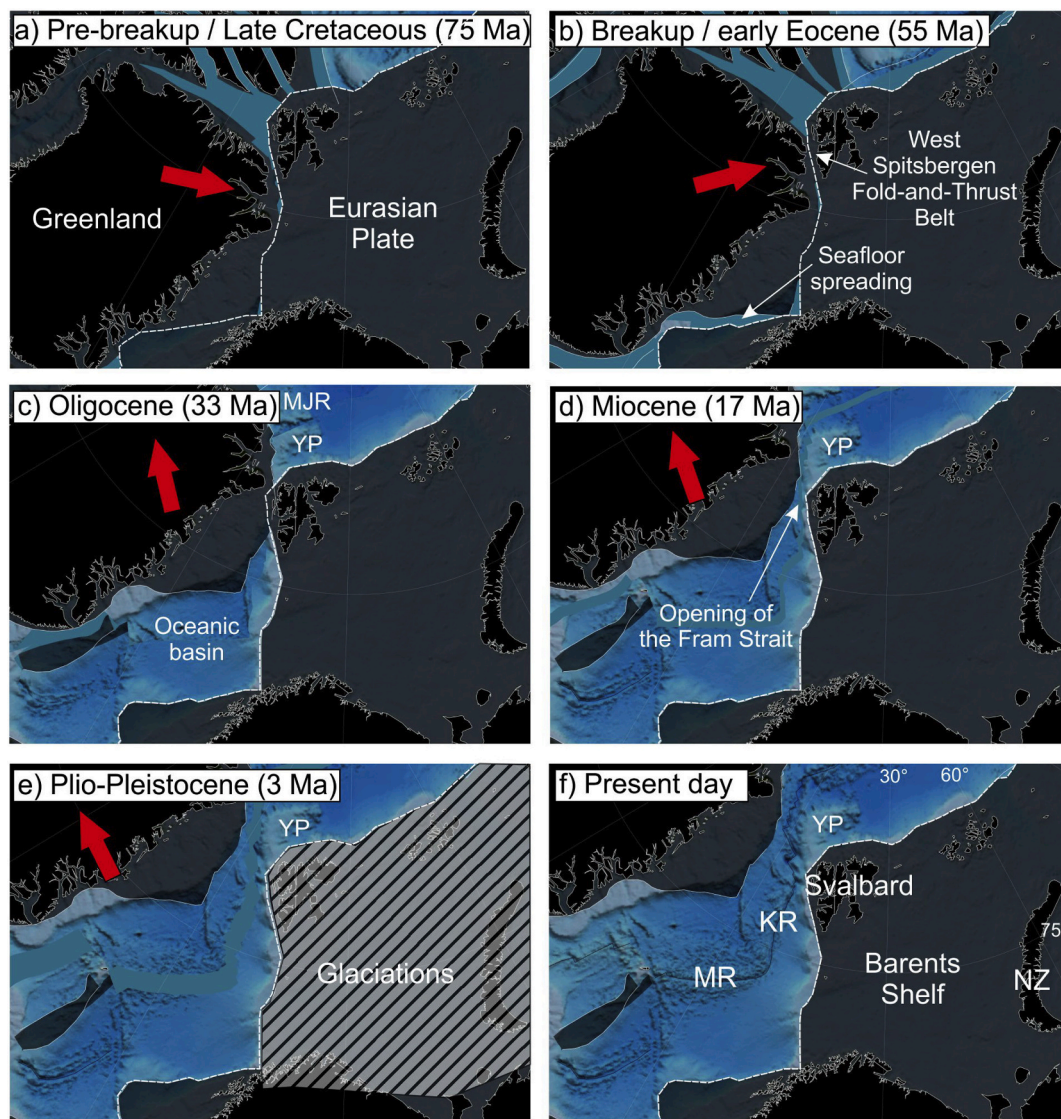 a) Pre-breakup / Late Cretaceous (75 Ma)
Greenland
Eurasian
Plate
b) Breakup / early Eocene (55 Ma)
West
Spitsbergen
Fold-and-Thrust
Belt
Seafloor
spreading
c) Oligocene (33 Ma)
MJR
YP
Oceanic
basin
d) Miocene (17 Ma)
YP
Opening of
the Fram Strait
e) Plio-Pleistocene (3 Ma)
YP
Glaciations
f) Present day
30° 60°
YP
Svalbard
KR
75
MR
Barents
Shelf
NZ